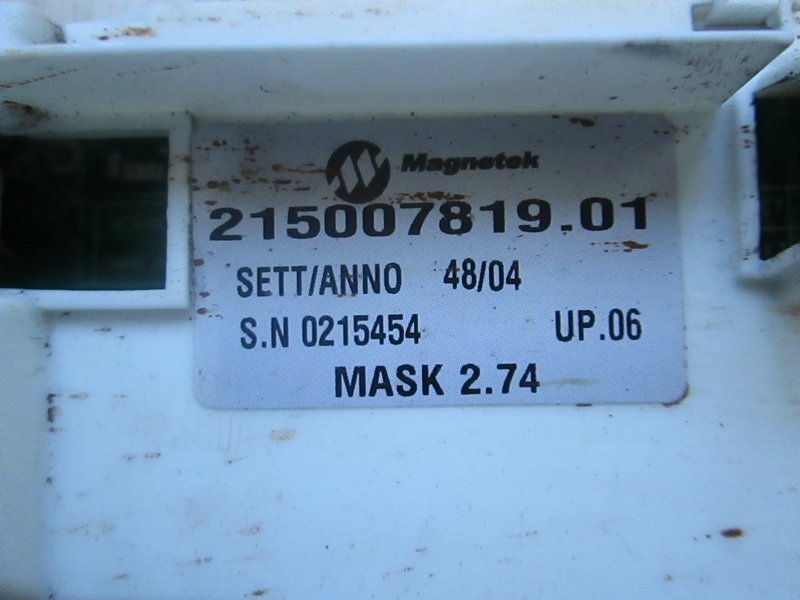 Magnetek
215007819.01
SETT/ANNO 48/04
S.N 0215454 UP.06
MASK 2.74